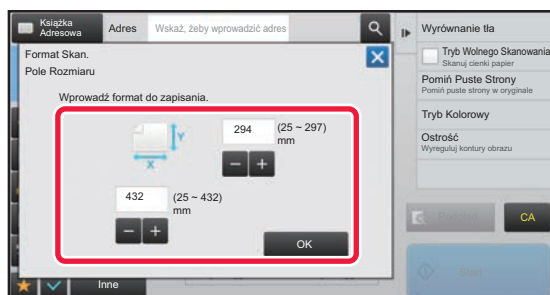 Książka
Adresowa
Adres
Wskaż, żeby wprowadzić adres
Wyrównanie tła
Format Skan.
Pole Rozmiaru
Tryb Wolnego Skanowania
Skanuj cienki papier
Pomiń Puste Strony
Pomiń puste strony w oryginale
Wprowadź format do zapisania.
Tryb Kolorowy
Y
X
294
(25 ~ 297)
mm
Ostrość
Wyreguluj kontury obrazu
432
(25 ~ 432)
mm
OK
CA
Start
Inne